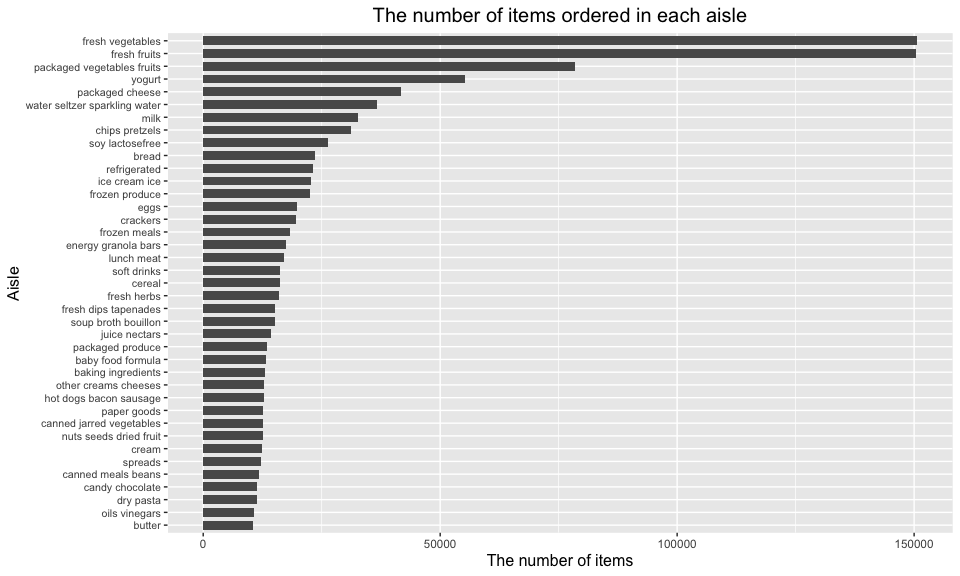 The number of items ordered in each aisle
fresh vegetables
fresh fruits
packaged vegetables fruits
yogurt
packaged cheese
water seltzer sparkling water
milk
chips pretzels
soy lactosefree
bread
refrigerated
ice cream ice
frozen produce
eggs
crackers
frozen meals
energy granola bars
lunch meat
soft drinks
cereal
fresh herbs
fresh dips tapenades
soup broth bouillon
juice nectars
packaged produce
baby food formula
baking ingredients
other creams cheeses
hot dogs bacon sausage
paper goods
canned jarred vegetables
nuts seeds dried fruit
cream
spreads
canned meals beans
candy chocolate
dry pasta
oils vinegars
butter
Aisle
0 50000 100000 150000
The number of items